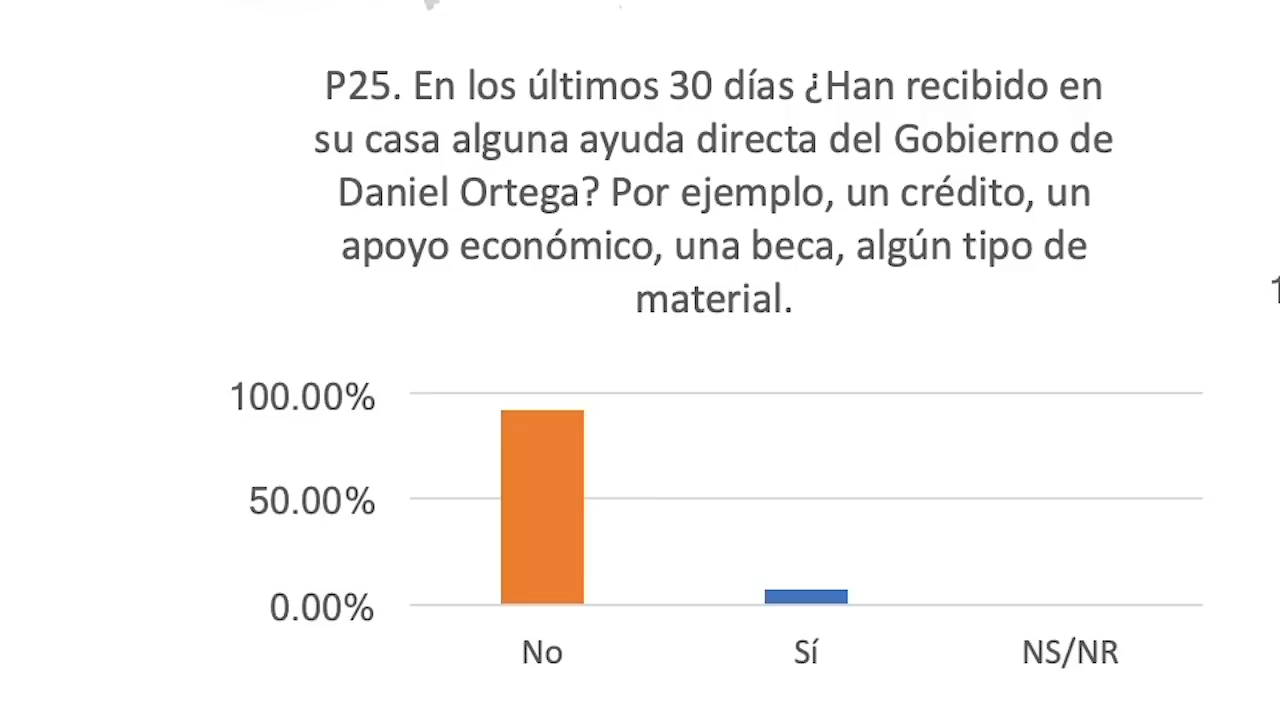 P25. En los últimos 30 días ¿Han recibido en
su casa alguna ayuda directa del Gobierno de
Daniel Ortega? Por ejemplo, un crédito, un
apoyo económico, una beca, algún tipo de
material.
100.00%
50.00%
0.00%
No
Sí
NS/NR